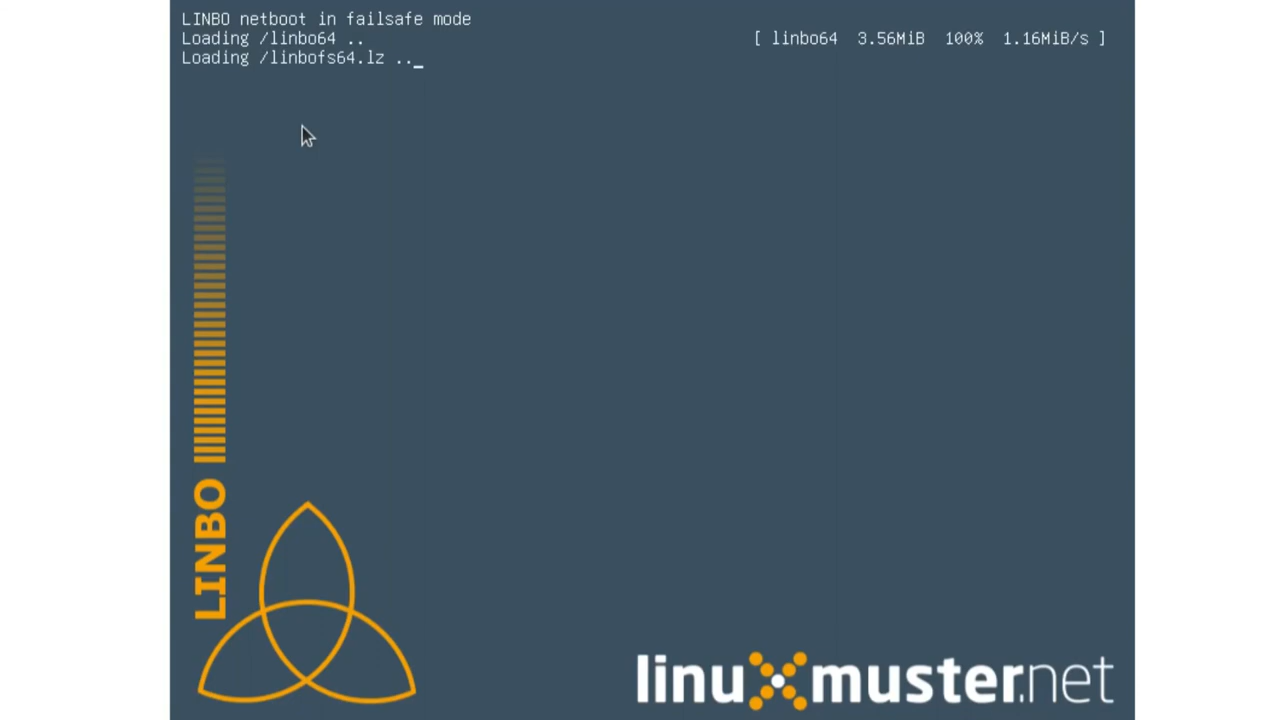 LINBO netboot in failsafe mode
Loading /linbo64 .. [ linbo64 3.56MiB 100% 1.16MiB/s ]
Loading /linbofs64.lz .._
LINBO
linuxmuster.net